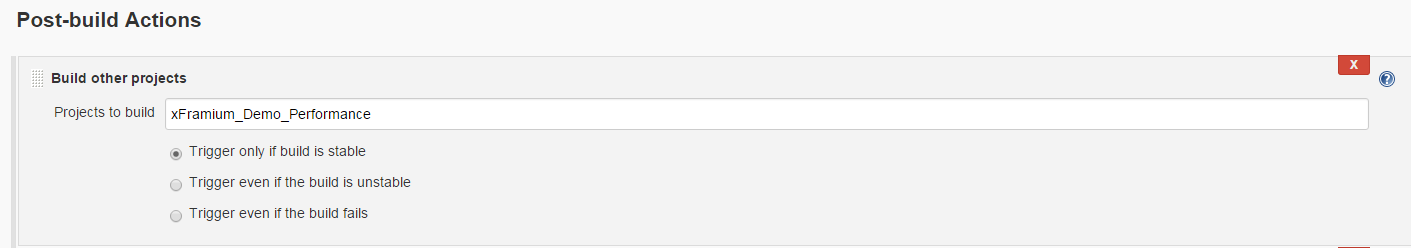 Post-build Actions
X
Build other projects
?
Projects to build xFramium_Demo_Performance
Trigger only if build is stable
Trigger even if the build is unstable
Trigger even if the build fails